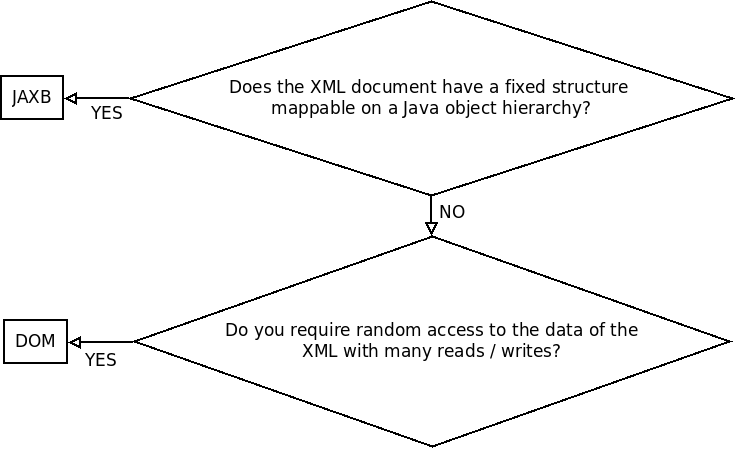 Does the XML document have a fixed structure
mappable on a Java object hierarchy?
JAXB
YES
NO
Do you require random access to the data of the
XML with many reads / writes?
DOM
YES